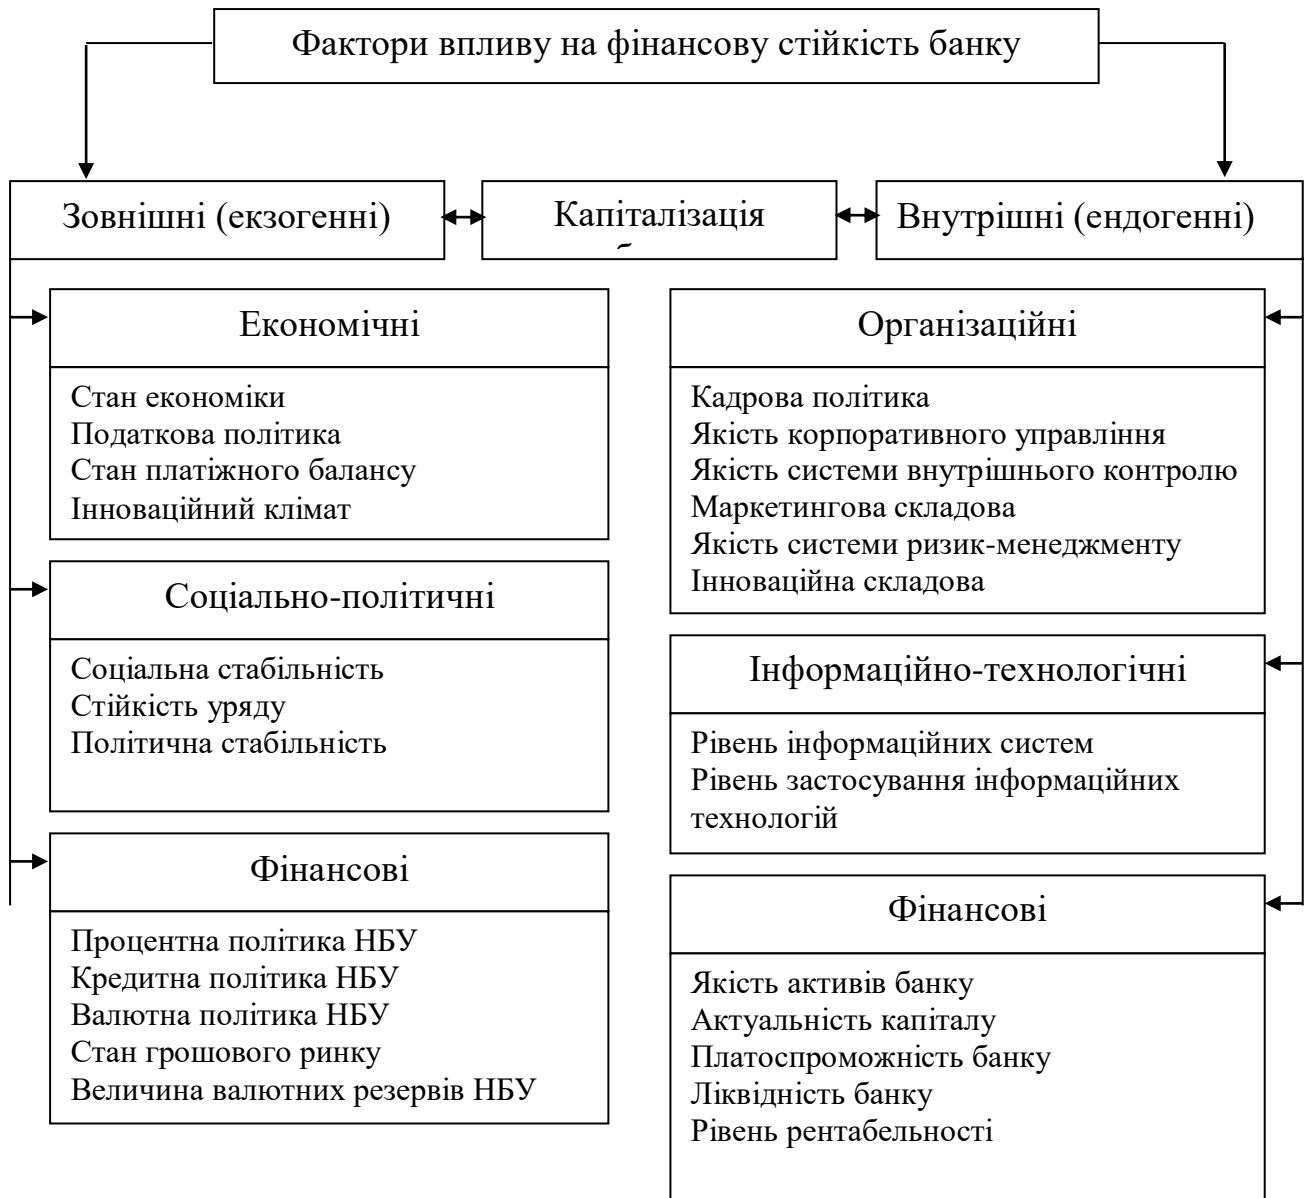 Фактори впливу на фінансову стійкість банку
Зовнішні (екзогенні)
Капіталізація
Внутрішні (ендогенні)
Економічні
Стан економіки
Податкова політика
Стан платіжного балансу
Інноваційний клімат
Соціально-політичні
Соціальна стабільність
Стійкість уряду
Політична стабільність
Фінансові
Процентна політика НБУ
Кредитна політика НБУ
Валютна політика НБУ
Стан грошового ринку
Величина валютних резервів НБУ
Організаційні
Кадрова політика
Якість корпоративного управління
Якість системи внутрішнього контролю
Маркетингова складова
Якість системи ризик-менеджменту
Інноваційна складова
Інформаційно-технологічні
Рівень інформаційних систем
Рівень застосування інформаційних
технологій
Фінансові
Якість активів банку
Актуальність капіталу
Платоспроможність банку
Ліквідність банку
Рівень рентабельності